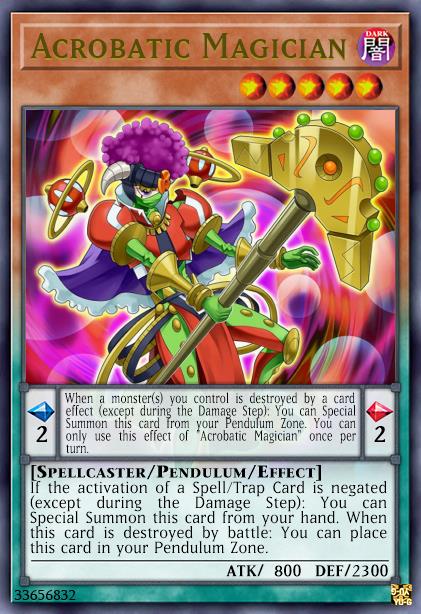 ACROBATIC MAGICIAN
DARK
闇
When a monster(s) you control is destroyed by a card
effect (except during the Damage Step): You can Special
Summon this card from your Pendulum Zone. You can
only use this effect of "Acrobatic Magician" once per
turn.
2
2
[SPELLCASTER/PENDULUM/EFFECT]
If the activation of a Spell/Trap Card is negated
(except during the Damage Step): You can
Special Summon this card from your hand. When
this card is destroyed by battle: You can place
this card in your Pendulum Zone.
ATK/ 800 DEF/2300
33656832